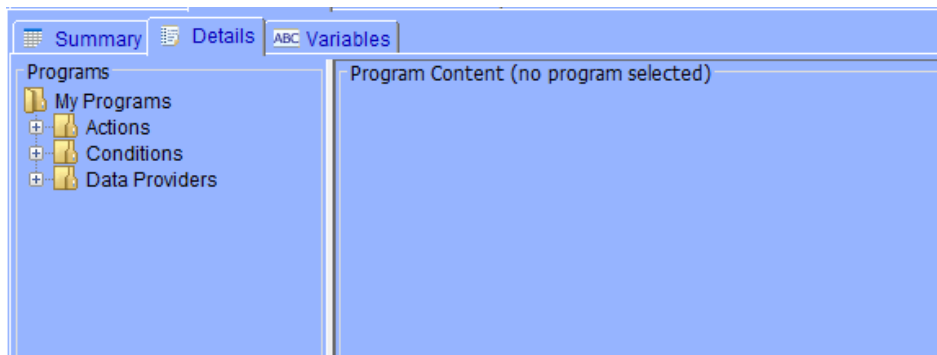 Summary Details ABC Variables
Programs
My Programs
Actions
Conditions
Data Providers
Program Content (no program selected)